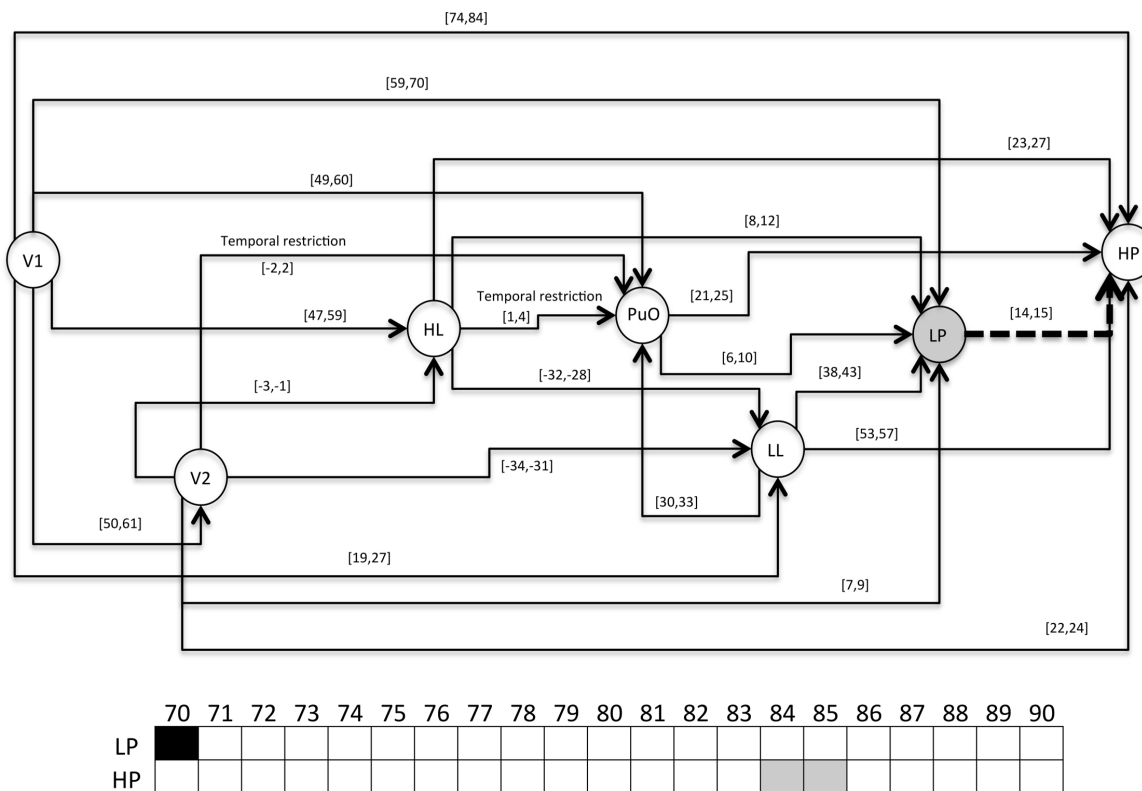 [74,84]
[59,70]
[23,27]
[49,60]
[8,12]
Temporal restriction
[-2,2]
V1
HP
Temporal restriction
[21,25]
[47,59]
[1,4]
PuO
[14,15]
HL
LP
[6,10]
[-3,-1]
[-32,-28]
[38,43]
[53,57]
LL
[-34,-31]
V2
[30,33]
[50,61]
[19,27]
[7,9]
[22,24]
70 71 72 73 74 75 76 77 78 79 80 81 82 83 84 85 86 87 88 89 90
LP
HP